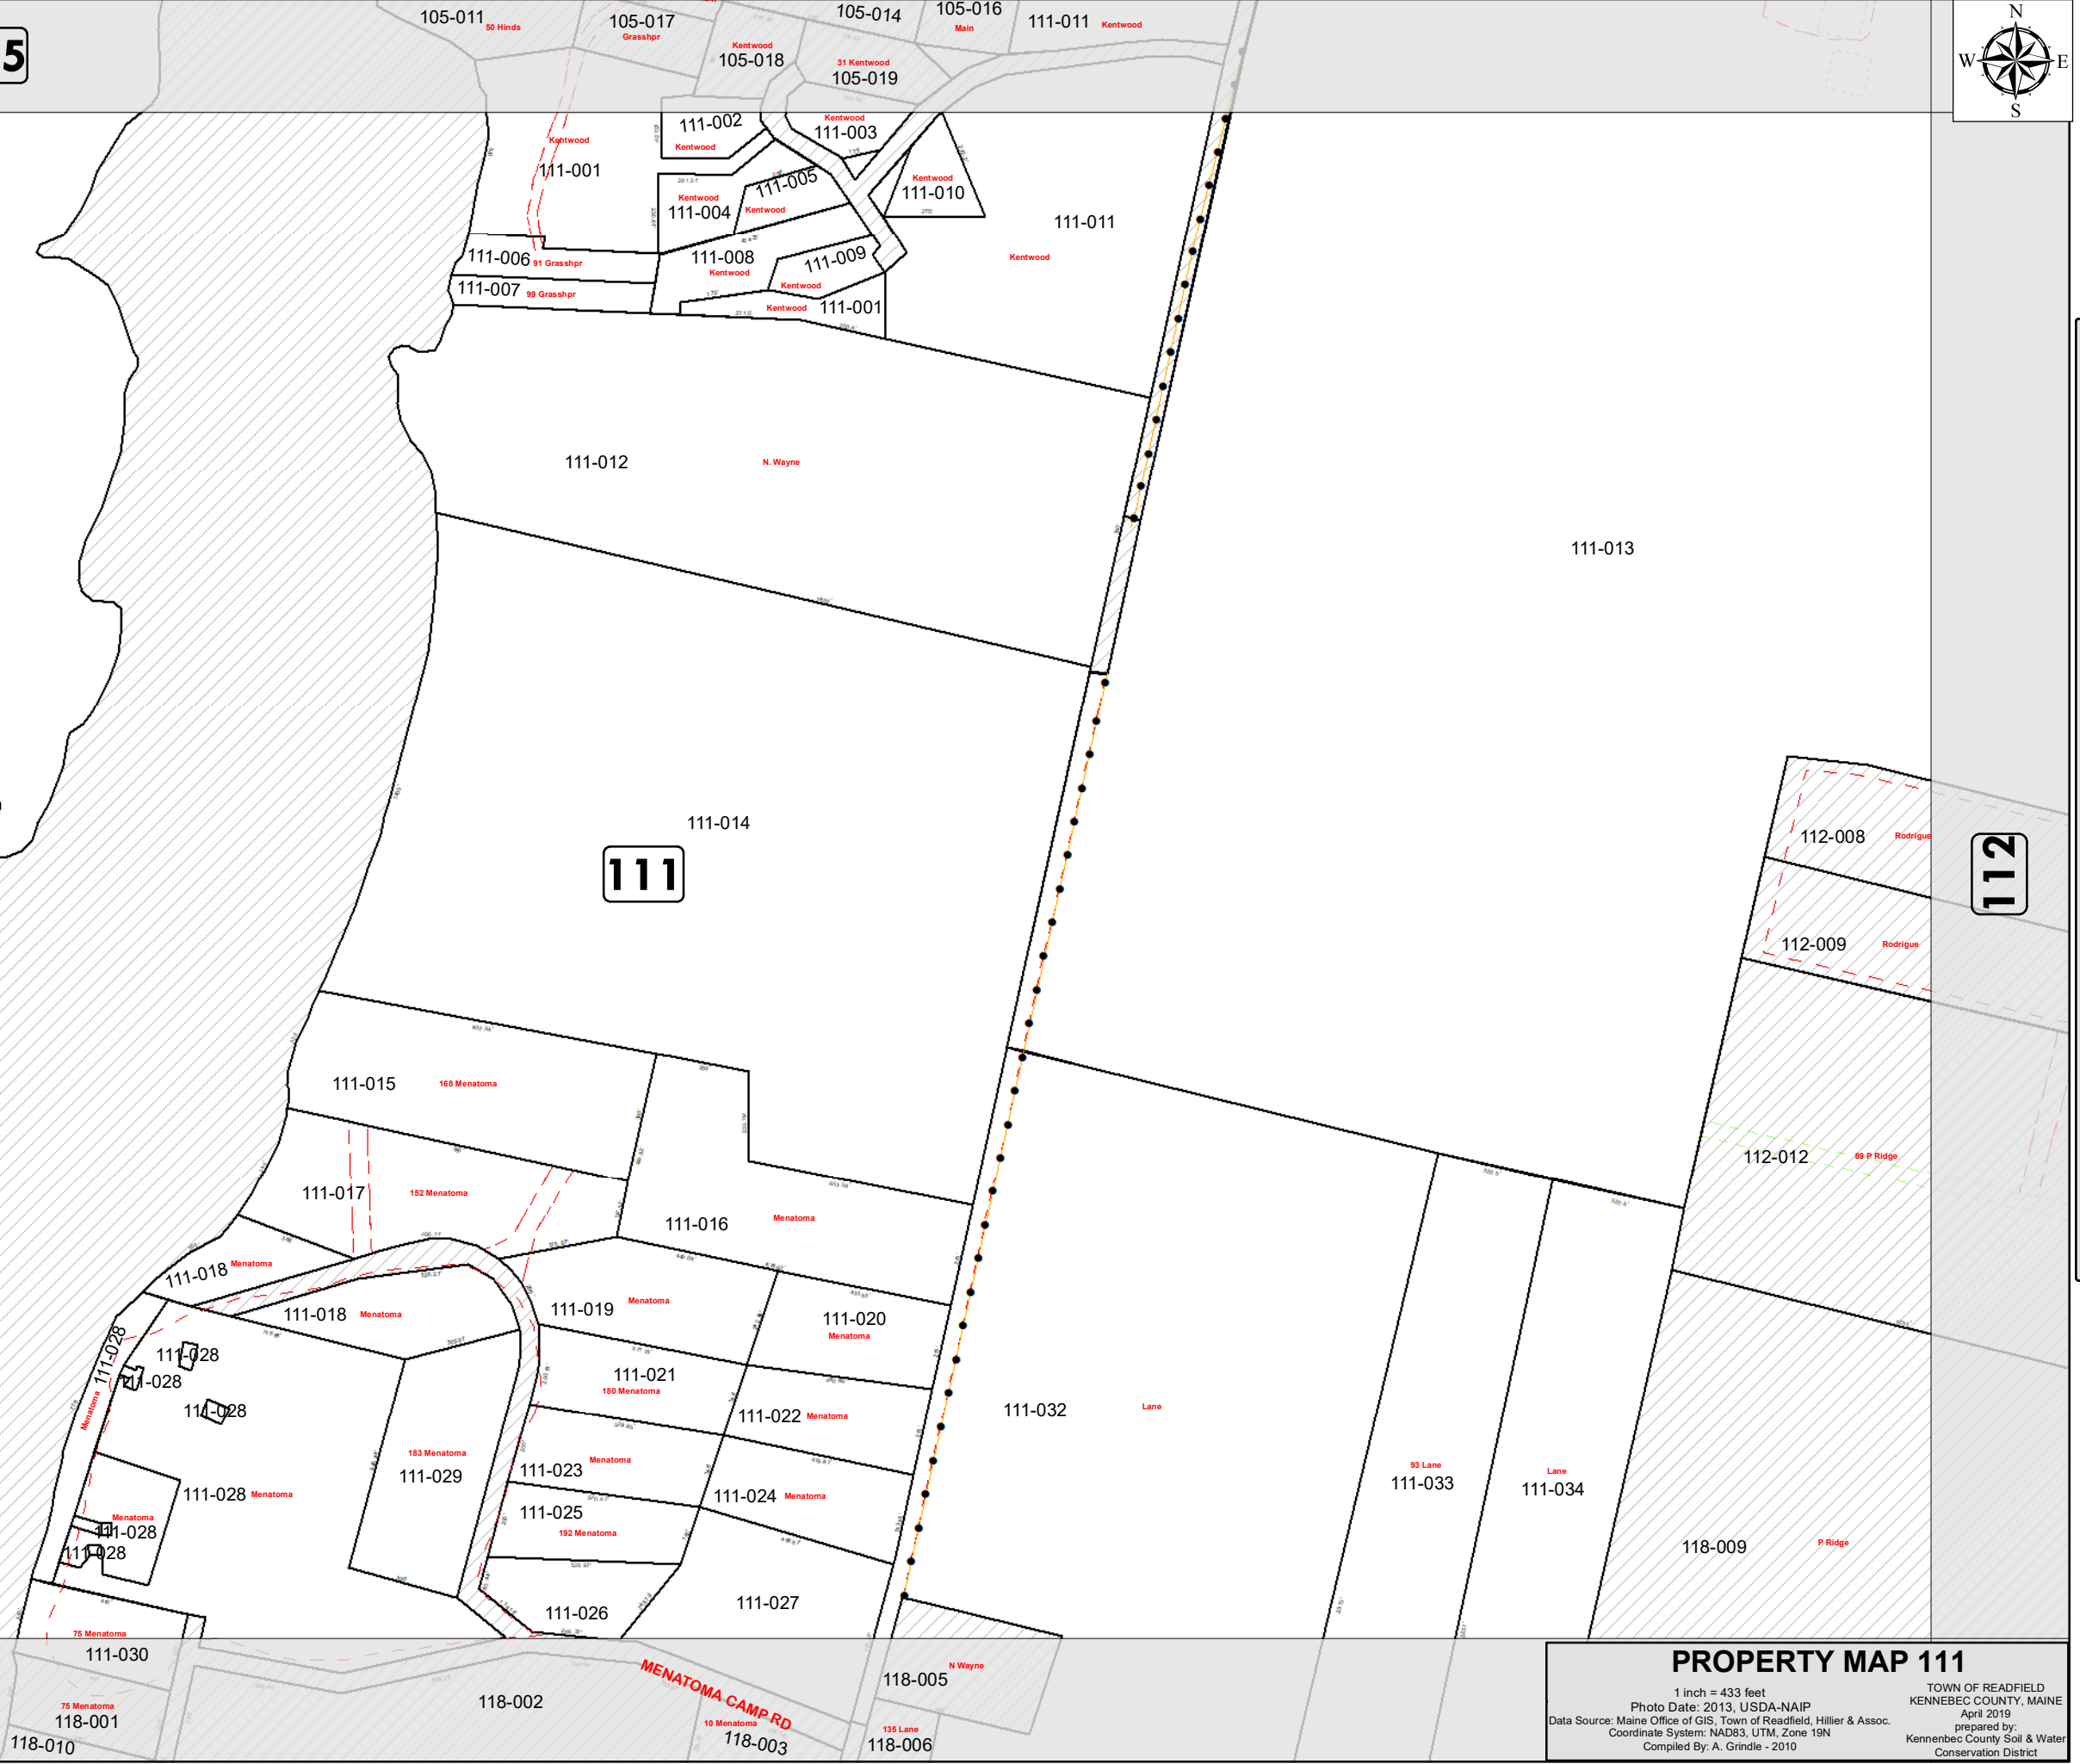 105-011
50 Hinds
105-017
Grasshpr
Kentwood
105-018
105-014
31 Kentwood
105-019
105-016
Main
111-011
Kentwood
N
W
E
S
5
Kentwood
111-001
111-002
Kentwood
Kentwood
111-003
Kentwood
111-004
111-005
Kentwood
Kentwood
111-010
275'
111-011
Kentwood
111-006
91 Grasshpr
111-007
99 Grasshpr
111-008
Kentwood
111-009
Kentwood
Kentwood
111-001
111-012
N. Wayne
111-013
111-014
111
112-008
Rodrigue
112-009
Rodrigue
112
112-012
89 P Ridge
111-015
168 Menatoma
111-017
152 Menatoma
111-016
Menatoma
111-018
Menatoma
111-018
Menatoma
111-019
Menatoma
111-020
Menatoma
111-021
180 Menatoma
111-022
Menatoma
111-023
Menatoma
111-024
Menatoma
111-025
192 Menatoma
111-026
111-027
111-028
Menatoma
111-028
111-028
111-028
111-028
Menatoma
Menatoma
111-028
111-028
183 Menatoma
111-029
75 Menatoma
111-030
111-032
Lane
93 Lane
111-033
Lane
111-034
118-009
P Ridge
75 Menatoma
118-001
118-010
118-002
MENATOMA CAMP RD
10 Menatoma
118-003
N Wayne
118-005
135 Lane
118-006
PROPERTY MAP 111
1 inch = 433 feet
Photo Date: 2013, USDA-NAIP
Data Source: Maine Office of GIS, Town of Readfield, Hillier & Assoc.
Coordinate System: NAD83, UTM, Zone 19N
Compiled By: A. Grindle - 2010
TOWN OF READFIELD
KENNEBEC COUNTY, MAINE
April 2019
prepared by:
Kennebec County Soil & Water
Conservation District